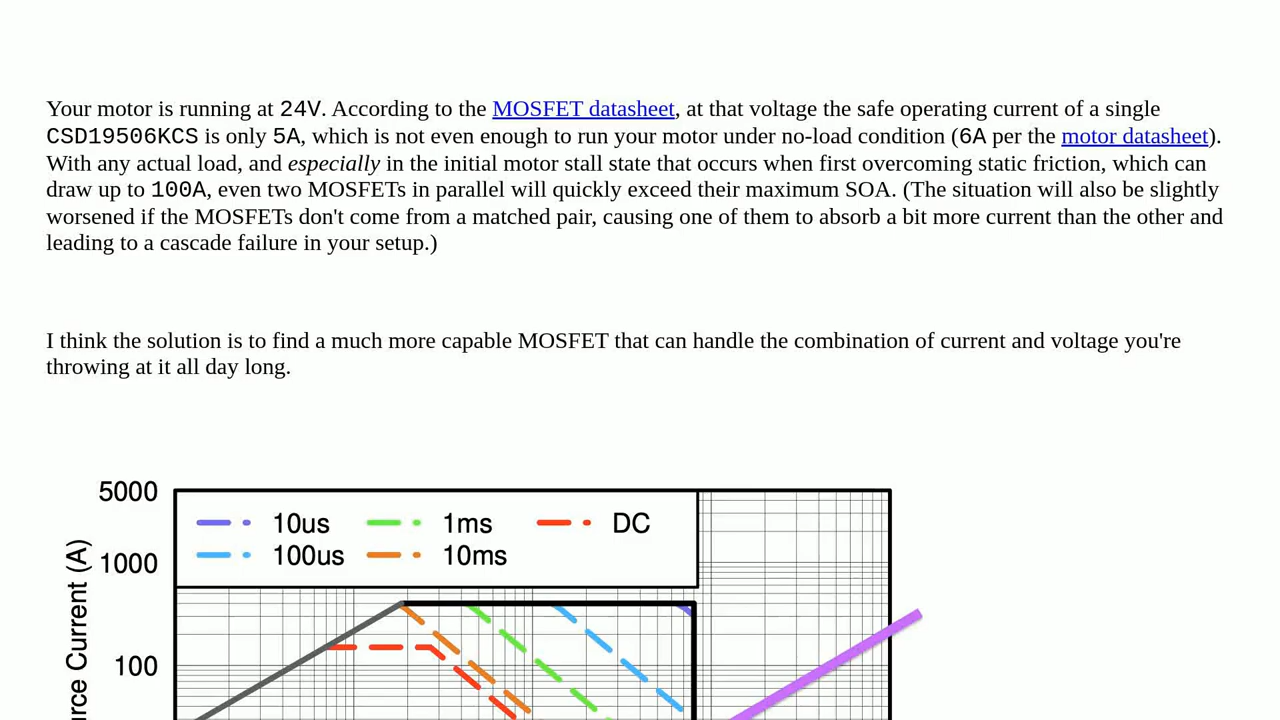 Your motor is running at 24V. According to the MOSFET datasheet, at that voltage the safe operating current of a single
CSD19506KCS is only 5A, which is not even enough to run your motor under no-load condition (6A per the motor datasheet).
With any actual load, and especially in the initial motor stall state that occurs when first overcoming static friction, which can
draw up to 100A, even two MOSFETs in parallel will quickly exceed their maximum SOA. (The situation will also be slightly
worsened if the MOSFETs don't come from a matched pair, causing one of them to absorb a bit more current than the other and
leading to a cascade failure in your setup.)
I think the solution is to find a much more capable MOSFET that can handle the combination of current and voltage you're
throwing at it all day long.
5000
10us 1ms DC
100us 10ms
1000
100
Current (A)